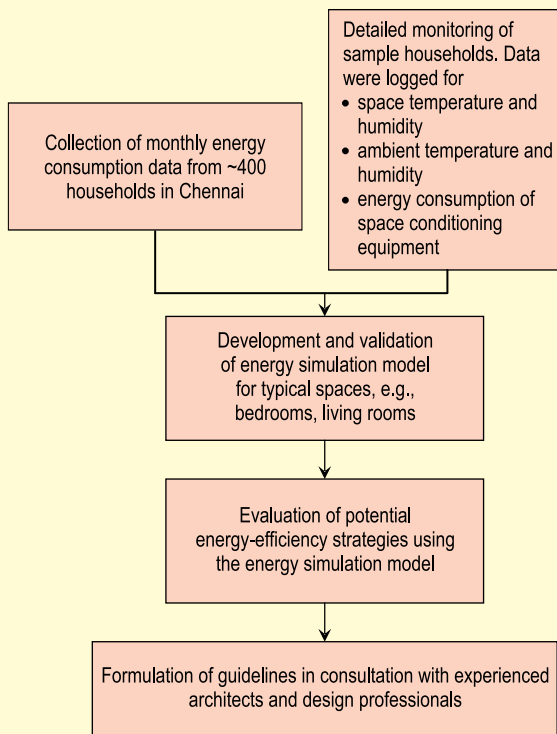 Collection of monthly energy
consumption data from ~400
households in Chennai
Detailed monitoring of
sample households. Data
were logged for
• space temperature and
humidity
• ambient temperature and
humidity
• energy consumption of
space conditioning
equipment
Development and validation
of energy simulation model
for typical spaces, e.g.,
bedrooms, living rooms
Evaluation of potential
energy-efficiency strategies using
the energy simulation model
Formulation of guidelines in consultation with experienced
architects and design professionals